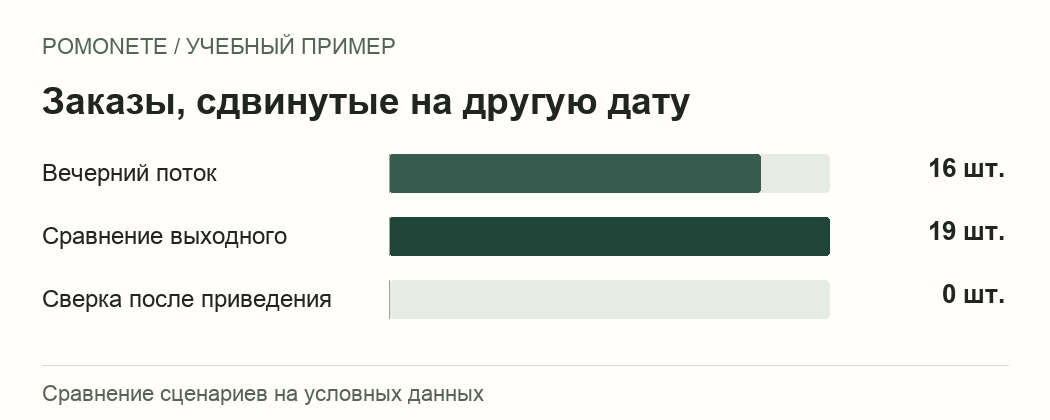 POMONETE / УЧЕБНЫЙ ПРИМЕР
Заказы, сдвинутые на другую дату
Вечерний поток 16 шт.
Сравнение выходного 19 шт.
Сверка после приведения 0 шт.
Сравнение сценариев на условных данных